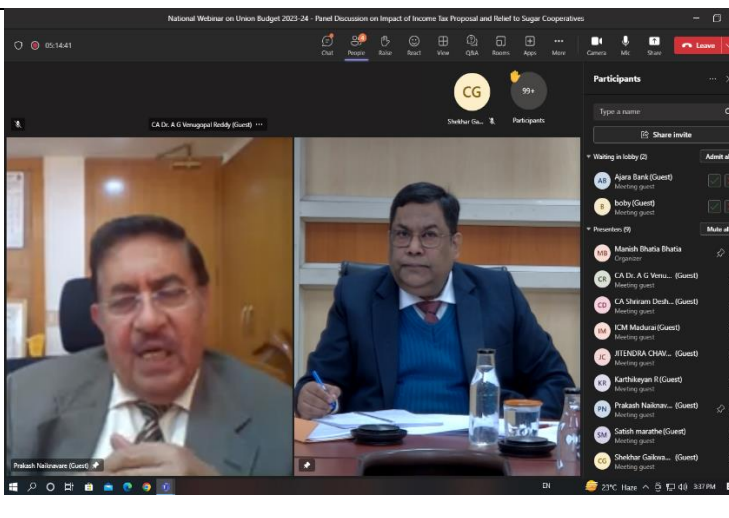 National Webinar on Union Budget 2023-24 - Panel Discussion on Impact of Income Tax Proposal and Relief to Sugar Cooperatives
05:14:41
Chat
People
Raise
React
View
Q&A
Rooms
Apps
More
Camera
Mic
Share
Leave
CG
99+
CA Dr. A G Venugopal Reddy (Guest) ...
Shekhar Ga...
Participants
Prakash Naiknavare (Guest)
Participants
Type a name
Share invite
Waiting in lobby (2)
Admit al
AB Ajara Bank (Guest)
Meeting guest
B boby (Guest)
Meeting guest
Presenters (9)
Mute al
MB Manish Bhatia Bhatia
Organizer
CR CA Dr. A G Venu... (Guest)
Meeting guest
CD CA Shriram Desh... (Guest)
Meeting guest
IM ICM Madurai (Guest)
Meeting guest
JC JITENDRA CHAV... (Guest)
Meeting guest
KR Karthikeyan R (Guest)
Meeting guest
PN Prakash Naiknav... (Guest)
Meeting guest
SM Satish marathe (Guest)
Meeting guest
CG Shekhar Gaikwa... (Guest)
Meeting guest
EN
23°C Haze
3:37 PM